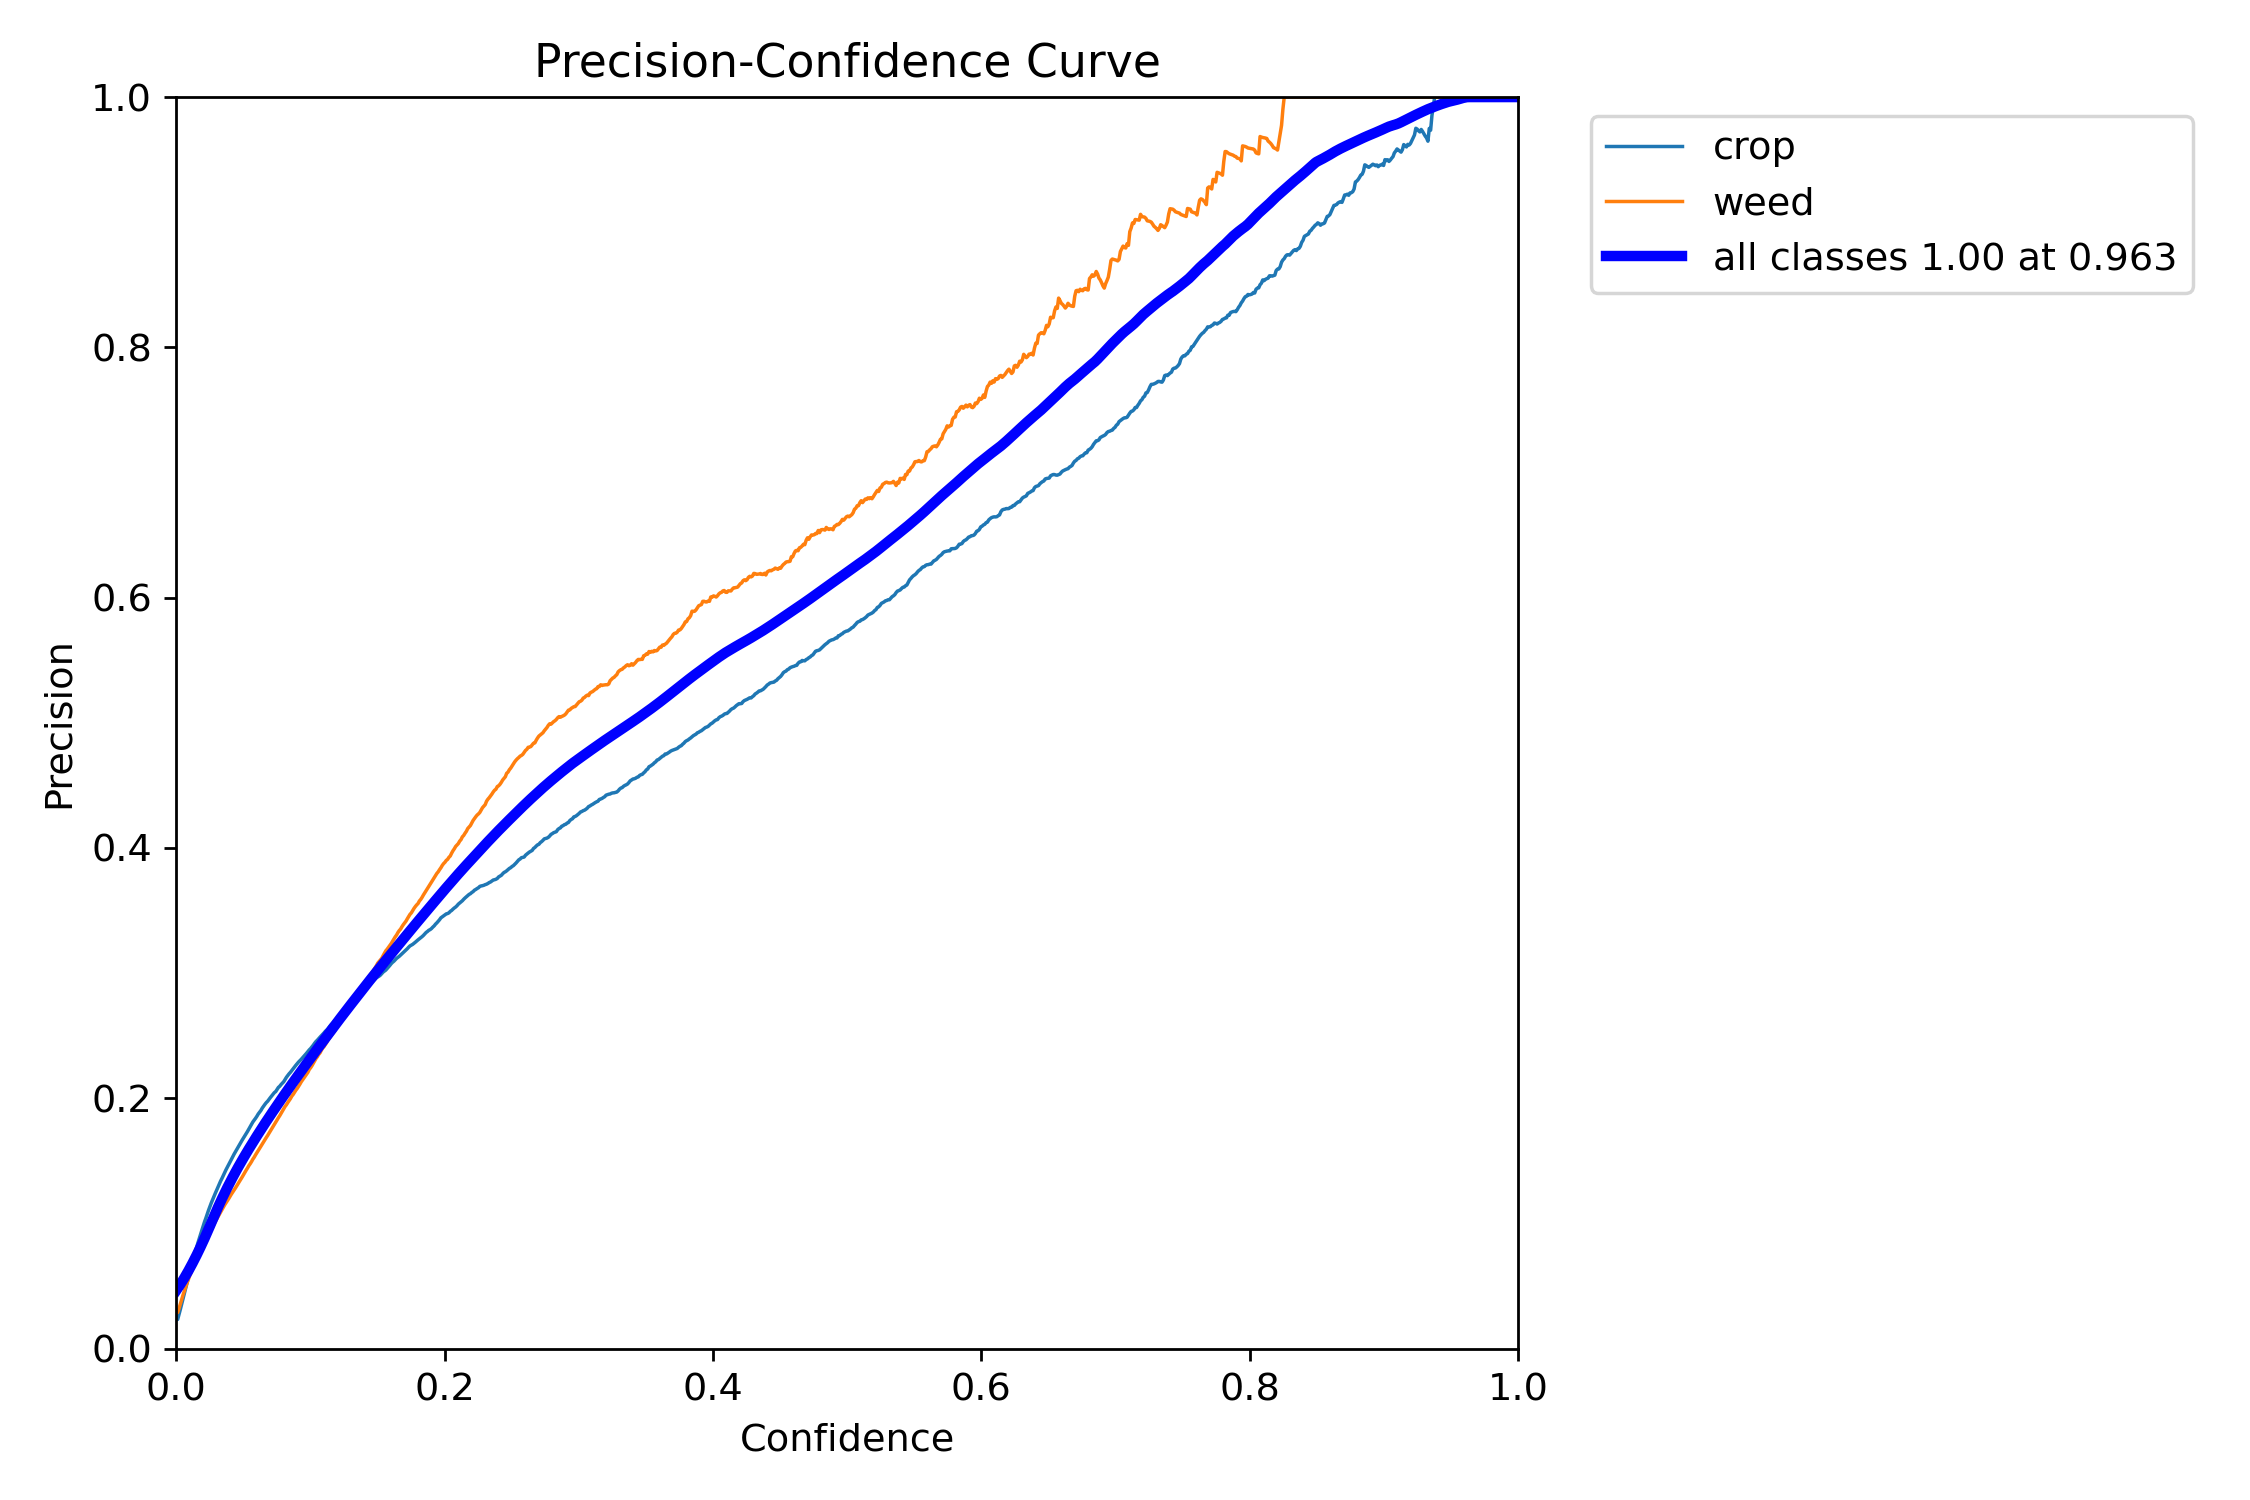 Precision-Confidence Curve
1.0
0.8
0.6
0.4
0.2
0.0
Precision
0.0 0.2 0.4 0.6 0.8 1.0
Confidence
crop
weed
all classes 1.00 at 0.963